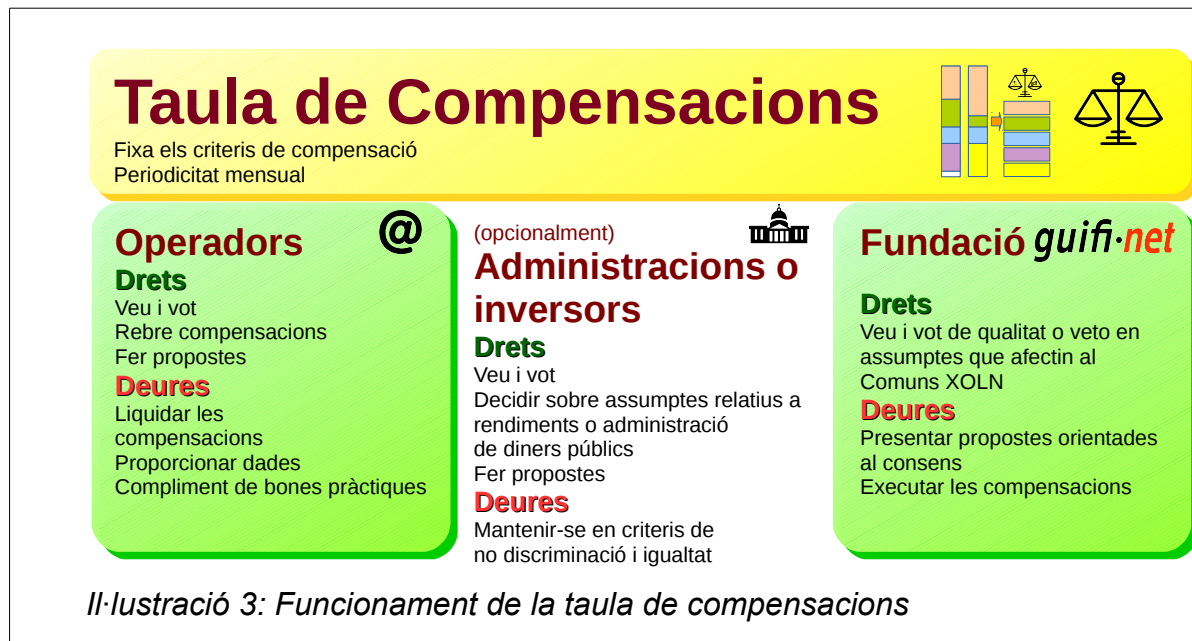 Taula de Compensacions
Fixa els criteris de compensació
Periodicitat mensual
Operadors @
Drets
Veu i vot
Rebre compensacions
Fer propostes
Deures
Liquidar les
compensacions
Proporcionar dades
Compliment de bones pràctiques
(opcionalment)
Administracions o
inversors
Drets
Veu i vot
Decidir sobre assumptes relatius a
rendiments o administració
de diners públics
Fer propostes
Deures
Mantenir-se en criteris de
no discriminació i igualtat
Fundació guifi·net
Drets
Veu i vot de qualitat o veto en
assumptes que afectin al
Comuns XOLN
Deures
Presentar propostes orientades
al consens
Executar les compensacions
Il·lustració 3: Funcionament de la taula de compensacions